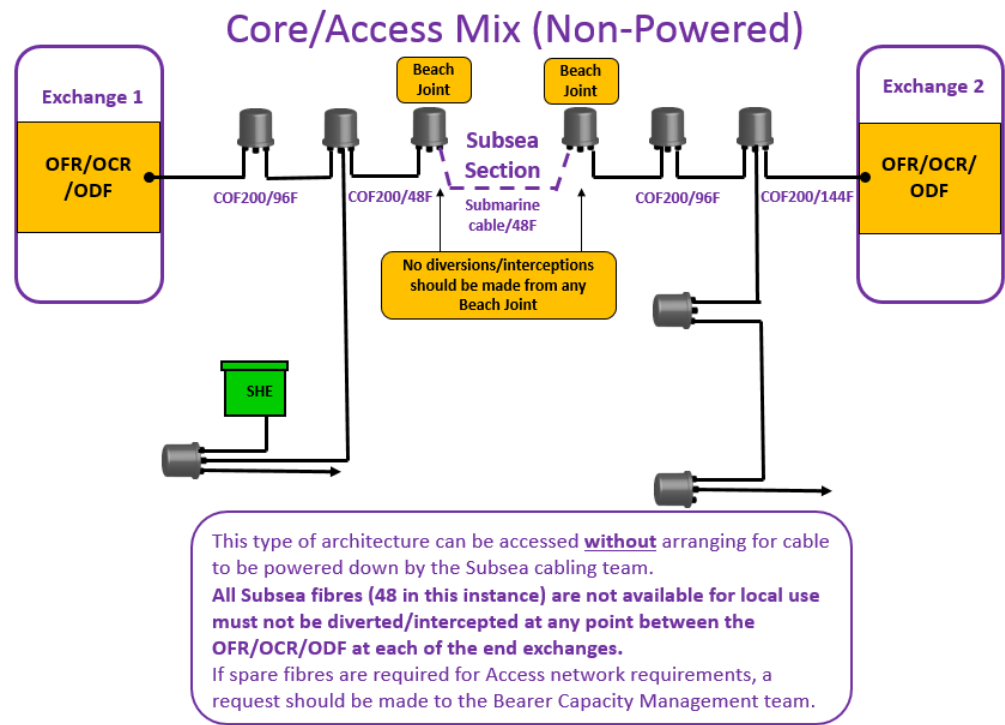 Core/Access Mix (Non-Powered)
Exchange 1
OFR/OCR
/ODF
COF200/96F
COF200/48F
Beach
Joint
Subsea
Section
Submarine
cable/48F
Beach
Joint
COF200/96F
COF200/144F
Exchange 2
OFR/OCR/
ODF
No diversions/interceptions
should be made from any
Beach Joint
SHE
This type of architecture can be accessed without arranging for cable
to be powered down by the Subsea cabling team.
All Subsea fibres (48 in this instance) are not available for local use
must not be diverted/intercepted at any point between the
OFR/OCR/ODF at each of the end exchanges.
If spare fibres are required for Access network requirements, a
request should be made to the Bearer Capacity Management team.